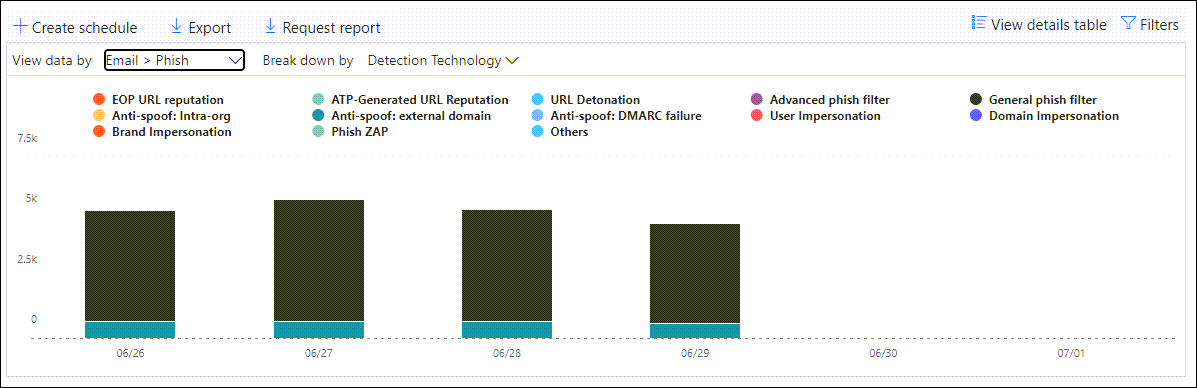 Create schedule Export Request report View details table Filters
View data by Email > Phish Break down by Detection Technology
EOP URL reputation ATP-Generated URL Reputation URL Detonation Advanced phish filter General phish filter
Anti-spoof: Intra-org Anti-spoof: external domain Anti-spoof: DMARC failure User Impersonation Domain Impersonation
Brand Impersonation Phish ZAP Others
7.5k
5k
2.5k
0
06/26 06/27 06/28 06/29 06/30 07/01